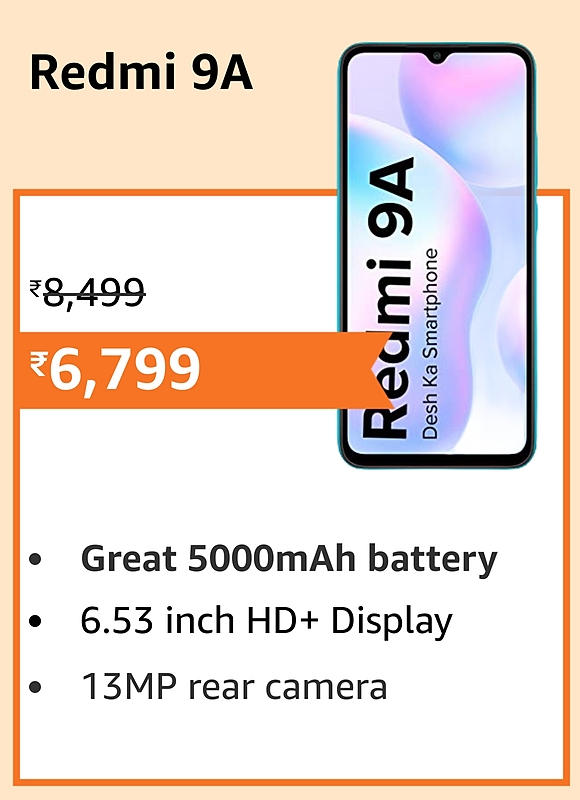 Redmi 9A
₹8,499
₹6,799
Redmi 9A
Desh Ka Smartphone
• Great 5000mAh battery
• 6.53 inch HD+ Display
• 13MP rear camera